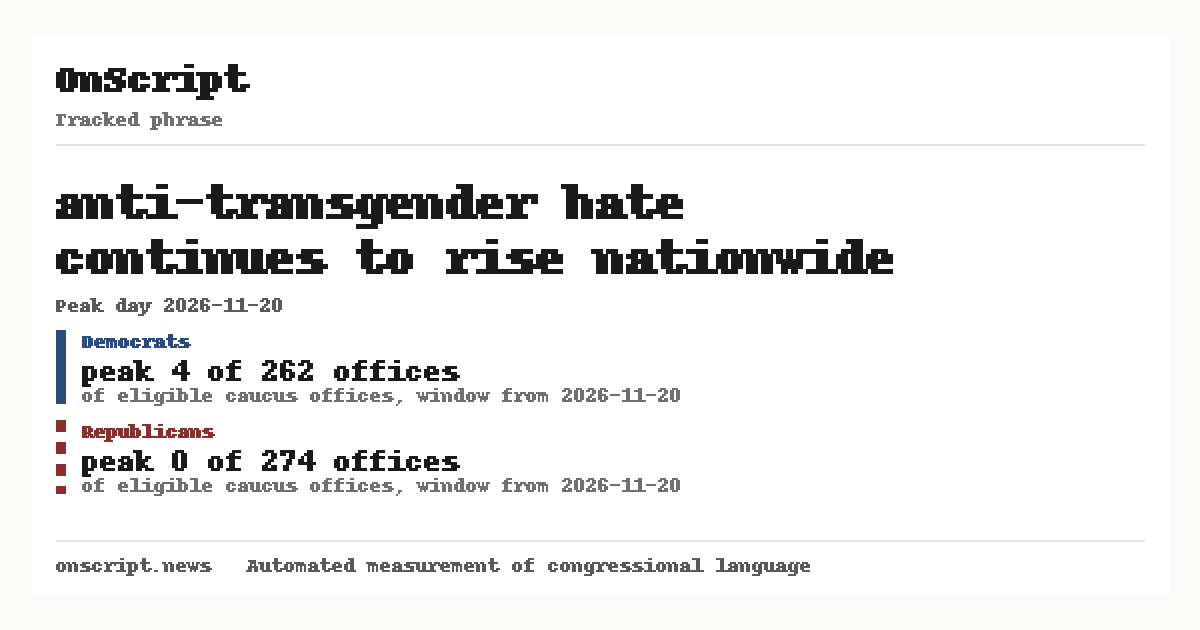 OnScript
Tracked phrase
anti-transgender hate
continues to rise nationwide
Peak day 2026-11-20
Democrats
peak 4 of 262 offices
of eligible caucus offices, window from 2026-11-20
Republicans
peak 0 of 274 offices
of eligible caucus offices, window from 2026-11-20
onscript.news Automated measurement of congressional language